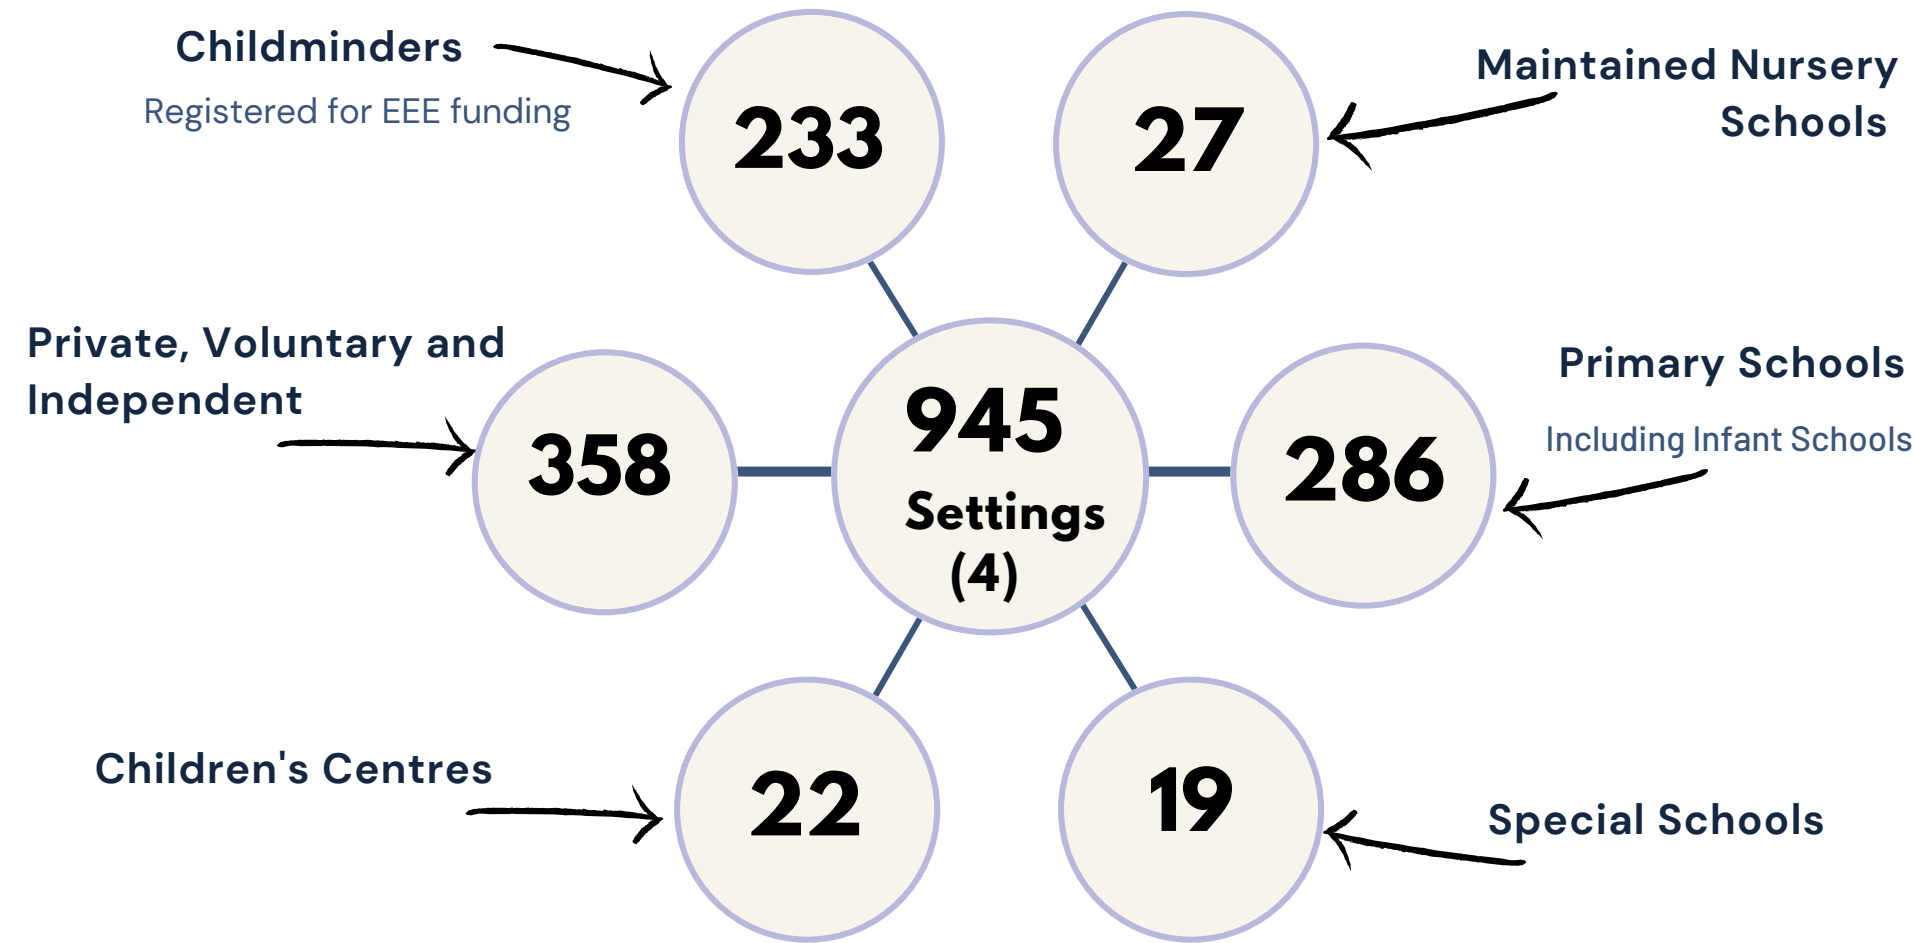 Childminders
Registered for EEE funding
233
27
Maintained Nursery
Schools
Private, Voluntary and
Independent
358
945
Settings
(4)
286
Primary Schools
Including Infant Schools
Children's Centres
22
19
Special Schools